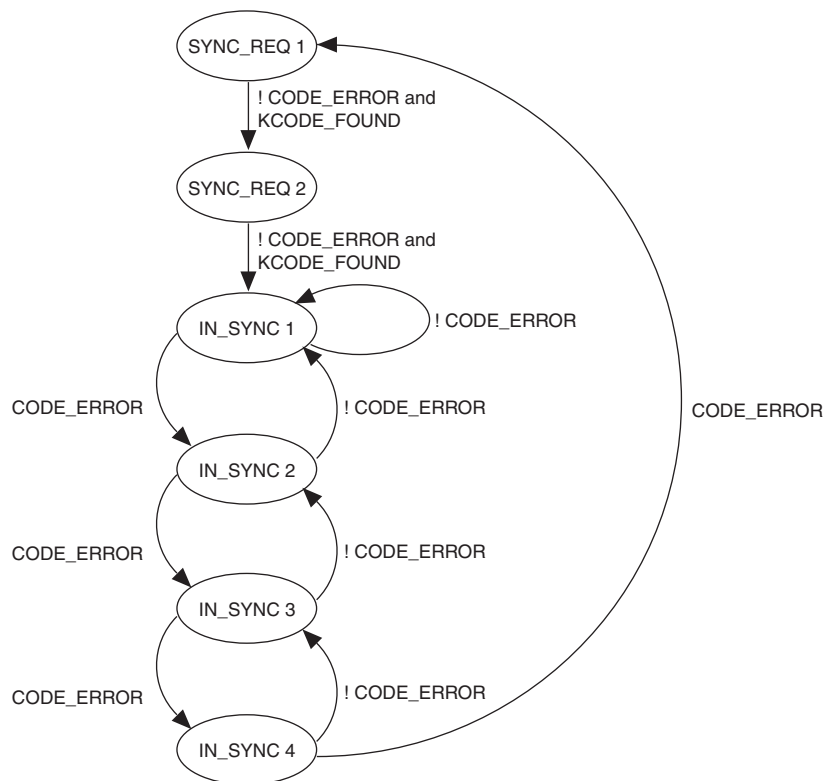 SYNC_REQ 1
! CODE_ERROR and
KCODE_FOUND
SYNC_REQ 2
! CODE_ERROR and
KCODE_FOUND
IN_SYNC 1
! CODE_ERROR
CODE_ERROR
! CODE_ERROR
CODE_ERROR
IN_SYNC 2
CODE_ERROR
! CODE_ERROR
IN_SYNC 3
CODE_ERROR
! CODE_ERROR
IN_SYNC 4